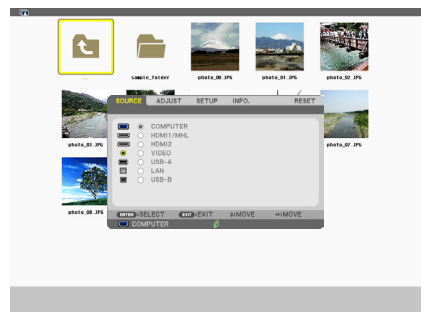 ..
sample_folder
photo_00.JPG
photo_01.JPG
photo_02.JPG
SOURCE ADJUST SETUP INFO. RESET
COMPUTER
HDMI1/MHL
HDMI2
VIDEO
USB-A
LAN
USB-B
photo_03.JPG
photo_07.JPG
photo_08.JPG
ENTER :SELECT EXIT :EXIT ↕:MOVE ↔:MOVE
COMPUTER